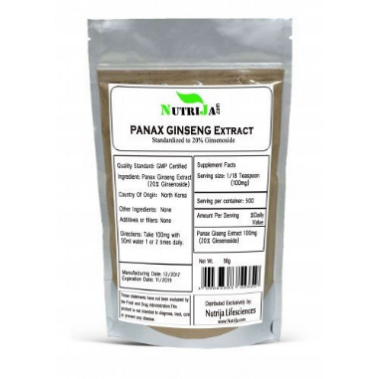 NUTRIJA.com
PANAX GINSENG EXTRACT
Standardized to 20% Ginsenoside
Quality Standard: GMP Certified
Ingredient: Panax Ginseng Extract
(20% Ginsenoside)
Country Of Origin: North Korea
Other Ingredients: None
Additives or fillers: None
Directions: Take 100mg with
50ml water 1 or 2 times daily.
Manufacturing Date: 12/2017
Expiration Date: 11/2019
These statements have not been evaluated by
the Food and Drug Administration. This
product is not intended to diagnose, treat, cure
or prevent any disease
Supplement Facts
Serving size: 1/18 Teaspoon
(100mg)
Serving per container: 500
Amount Per Serving %Daily
Value
Panax Ginseng Extract 100mg
(20% Ginsenoside)
Net Wt.
Distributed Exclusively by:
Nutrija Lifesciences
www.Nutrija.com